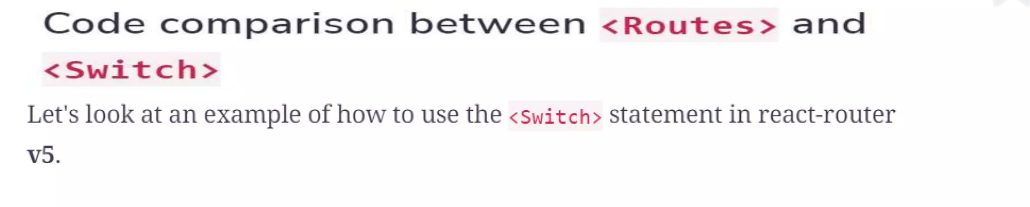 Code comparison between <Routes> and
<Switch>
Let's look at an example of how to use the <Switch> statement in react-router
v5.